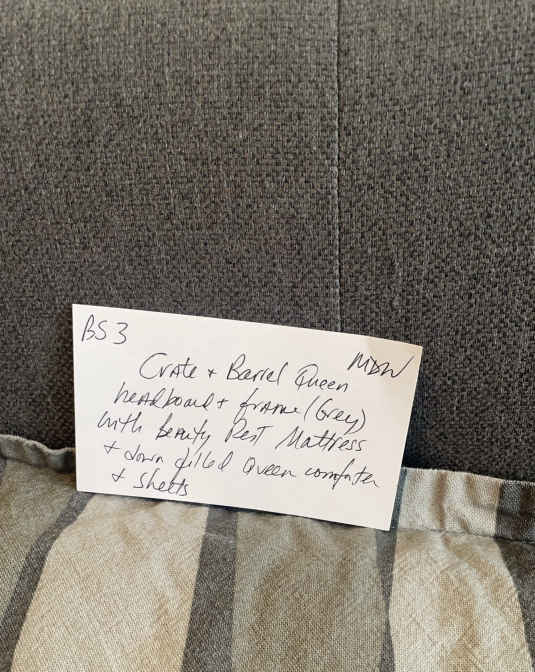 BS3
MDW
Crate + Barrel Queen
headboard + frame (Grey)
with beauty Rest Mattress
+ down filled Queen comforter
+ sheets